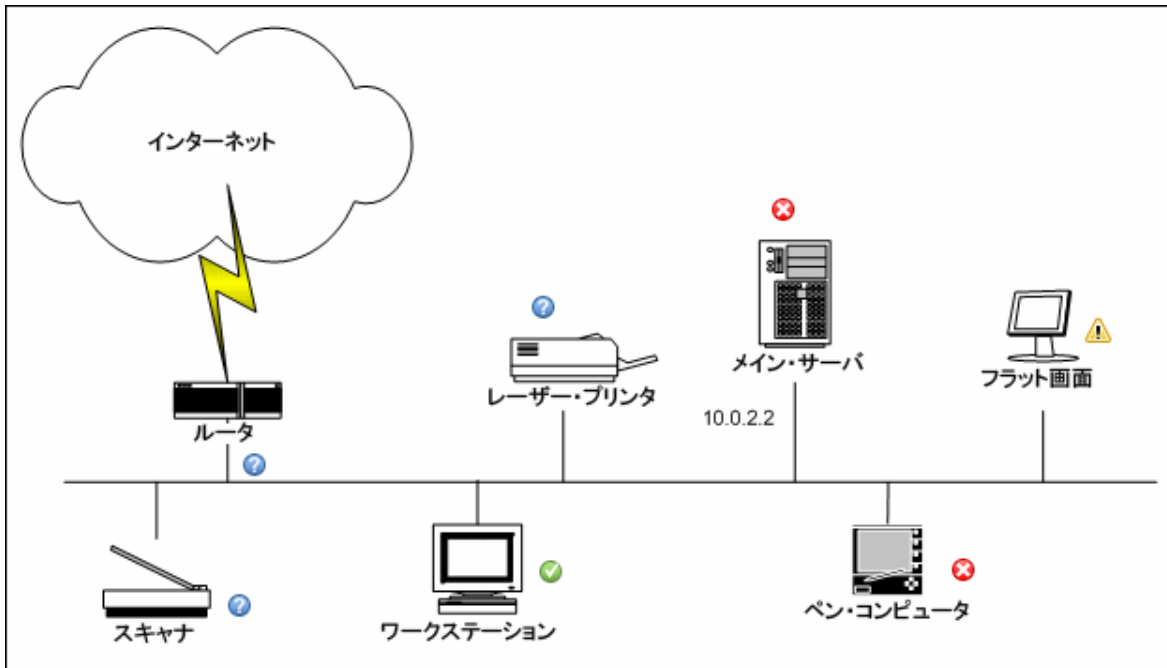 インターネット
メイン・サーバ
フラット画面
レーザー・プリンタ
10.0.2.2
ルータ
スキャナ
ワークステーション
ペン・コンピュータ